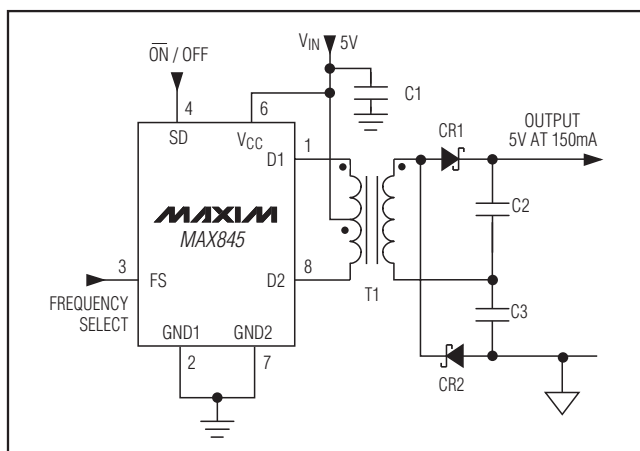 ON / OFF
VIN 5V
4
6
C1
SD
VCC
1
D1
CR1
OUTPUT
5V AT 150mA
MAXIM
MAX845
C2
3
FS
D2
8
T1
C3
FREQUENCY
SELECT
GND1
GND2
2
7
CR2